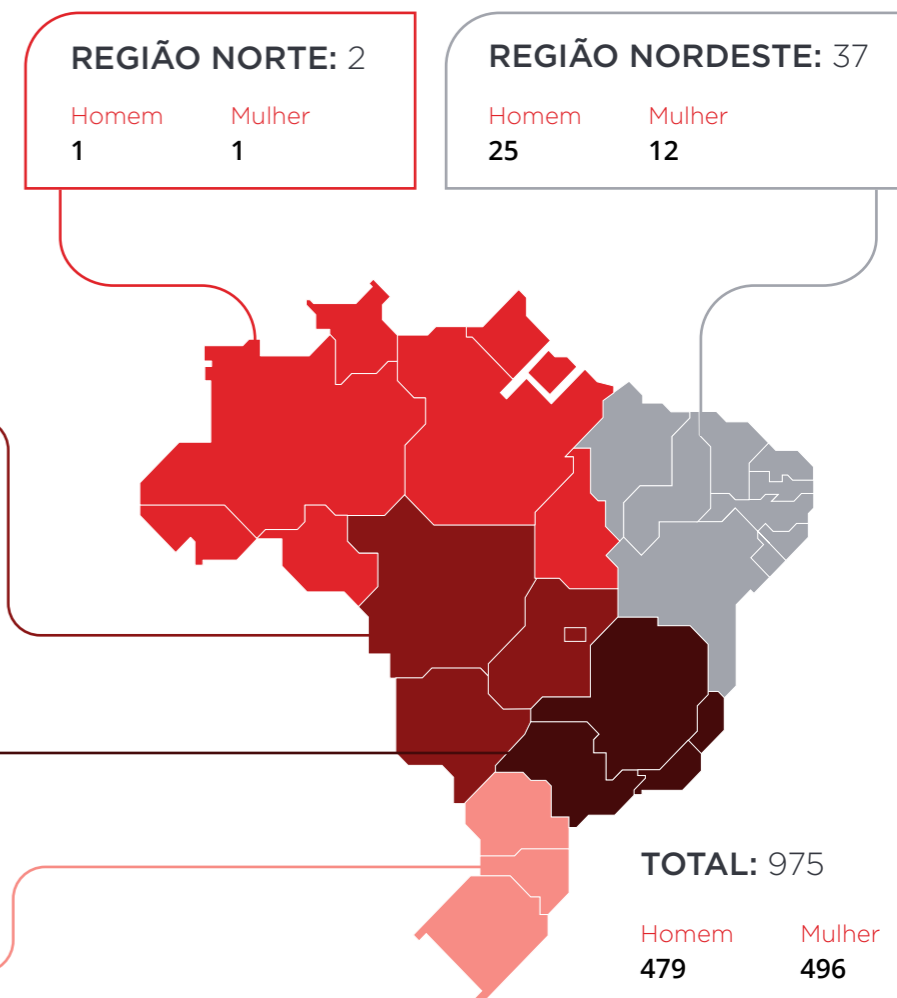 REGIÃO NORTE: 2
Homem Mulher
1 1
REGIÃO NORDESTE: 37
Homem Mulher
25 12
TOTAL: 975
Homem Mulher
479 496